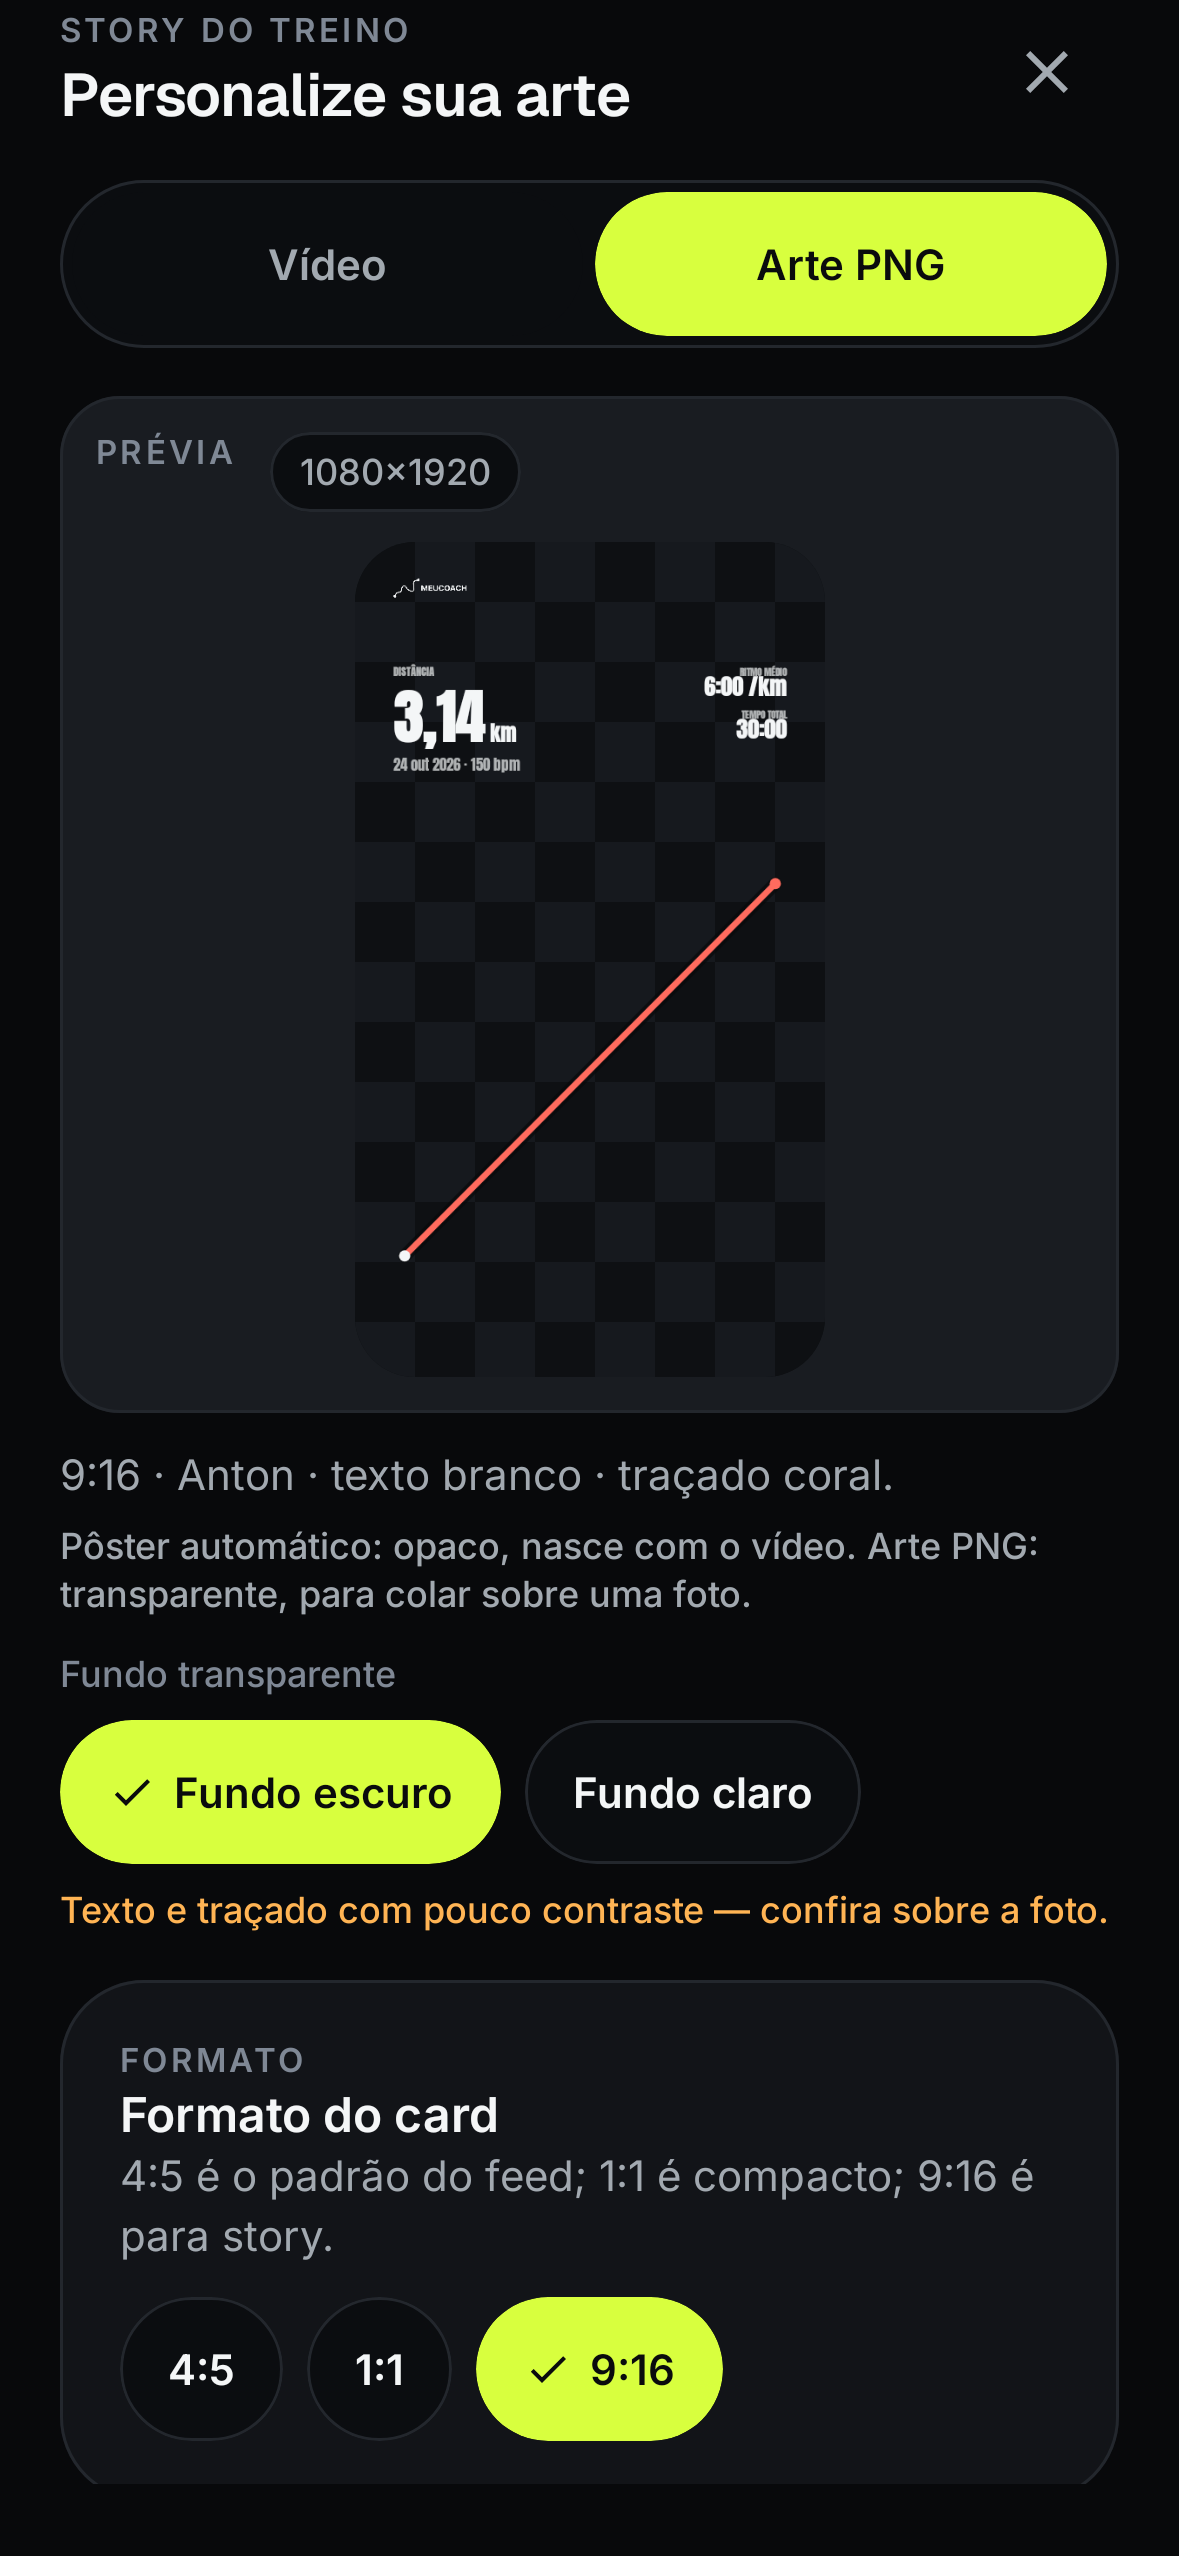 STORY DO TREINO
Personalize sua arte
Vídeo
Arte PNG
PRÉVIA
1080×1920
MEUCOACH
DISTÂNCIA
3,14 km
24 out 2026 · 150 bpm
RITMO MÉDIO
6:00 /km
TEMPO TOTAL
30:00
9:16 · Anton · texto branco · traçado coral.
Pôster automático: opaco, nasce com o vídeo. Arte PNG:
transparente, para colar sobre uma foto.
Fundo transparente
Fundo escuro
Fundo claro
Texto e traçado com pouco contraste — confira sobre a foto.
FORMATO
Formato do card
4:5 é o padrão do feed; 1:1 é compacto; 9:16 é
para story.
4:5
1:1
9:16